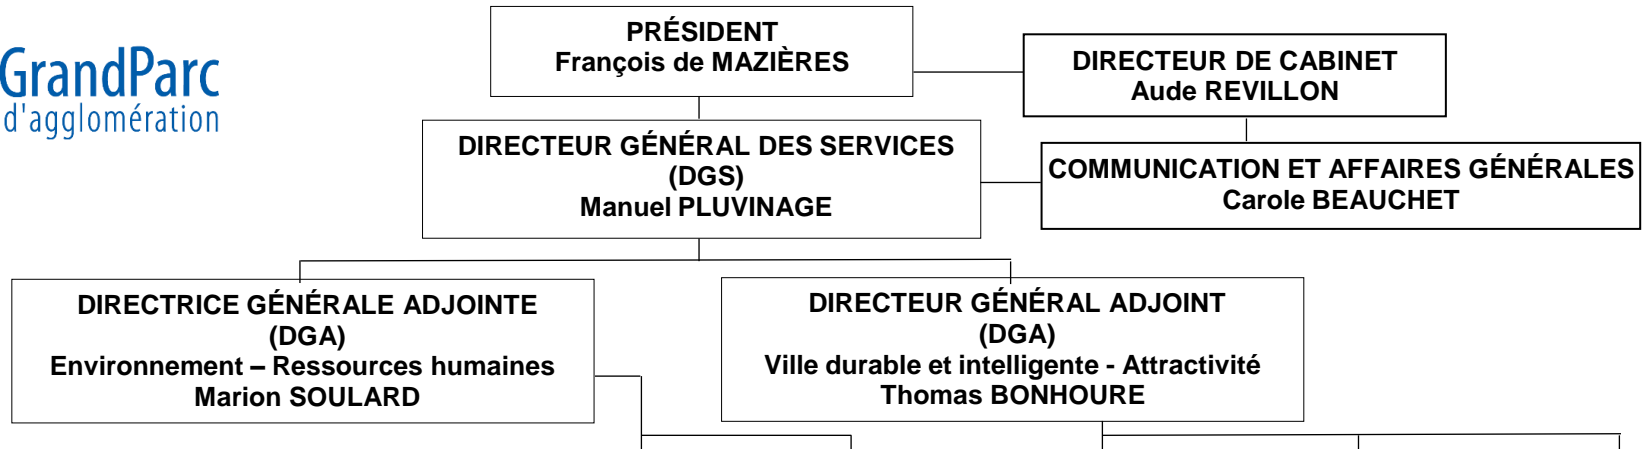 GrandParc
d'agglomération
PRÉSIDENT
François de MAZIÈRES
DIRECTEUR DE CABINET
Aude REVILLON
DIRECTEUR GÉNÉRAL DES SERVICES
(DGS)
Manuel PLUVINAGE
COMMUNICATION ET AFFAIRES GÉNÉRALES
Carole BEAUCHET
DIRECTRICE GÉNÉRALE ADJOINTE
(DGA)
Environnement – Ressources humaines
Marion SOULARD
DIRECTEUR GÉNÉRAL ADJOINT
(DGA)
Ville durable et intelligente - Attractivité
Thomas BONHOURE